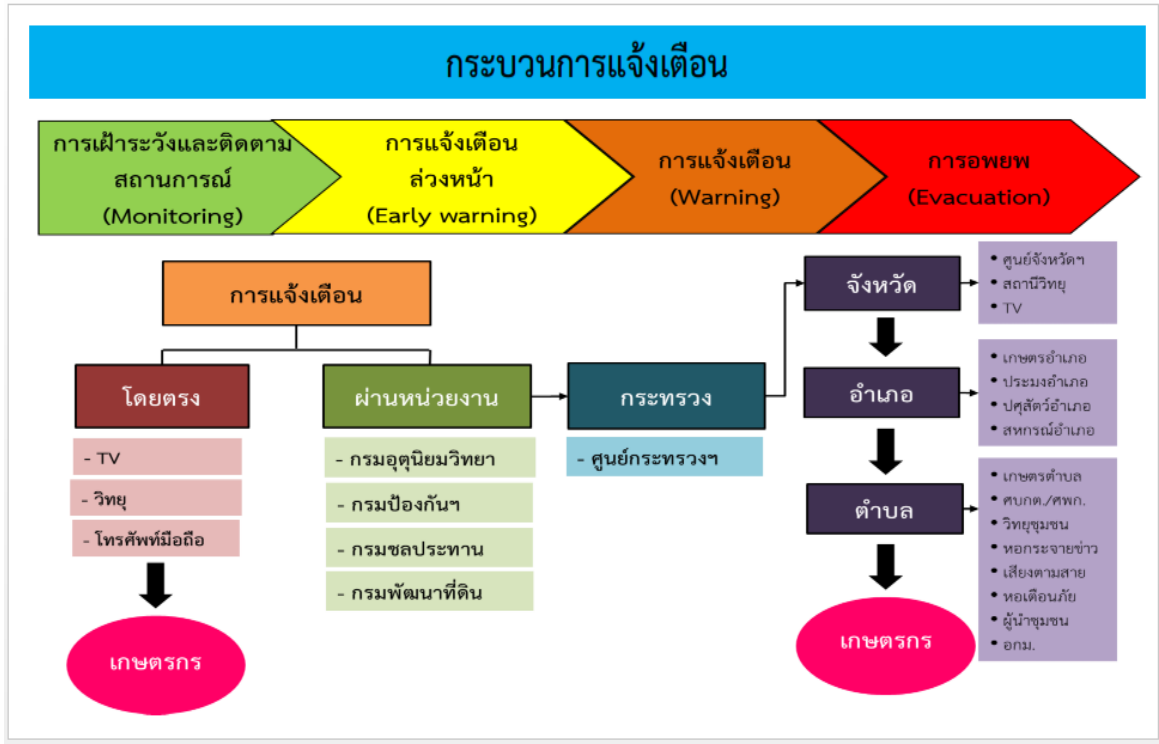 กระบวนการแจ้งเตือน
การเฝ้าระวังและติดตาม
สถานการณ์
(Monitoring)
การแจ้งเตือน
ล่วงหน้า
(Early warning)
การแจ้งเตือน
(Warning)
การอพยพ
(Evacuation)
การแจ้งเตือน
โดยตรง
- TV
- วิทยุ
- โทรศัพท์มือถือ
เกษตรกร
ผ่านหน่วยงาน
- กรมอุตุนิยมวิทยา
- กรมป้องกันฯ
- กรมชลประทาน
- กรมพัฒนาที่ดิน
กระทรวง
- ศูนย์กระทรวงฯ
จังหวัด
• ศูนย์จังหวัดฯ
• สถานีวิทยุ
• TV
อำเภอ
• เกษตรอำเภอ
• ประมงอำเภอ
• ปศุสัตว์อำเภอ
• สหกรณ์อำเภอ
ตำบล
• เกษตรตำบล
• ศบกต./ศพก.
• วิทยุชุมชน
• หอกระจายข่าว
• เสียงตามสาย
• หอเตือนภัย
• ผู้นำชุมชน
• อกม.
เกษตรกร